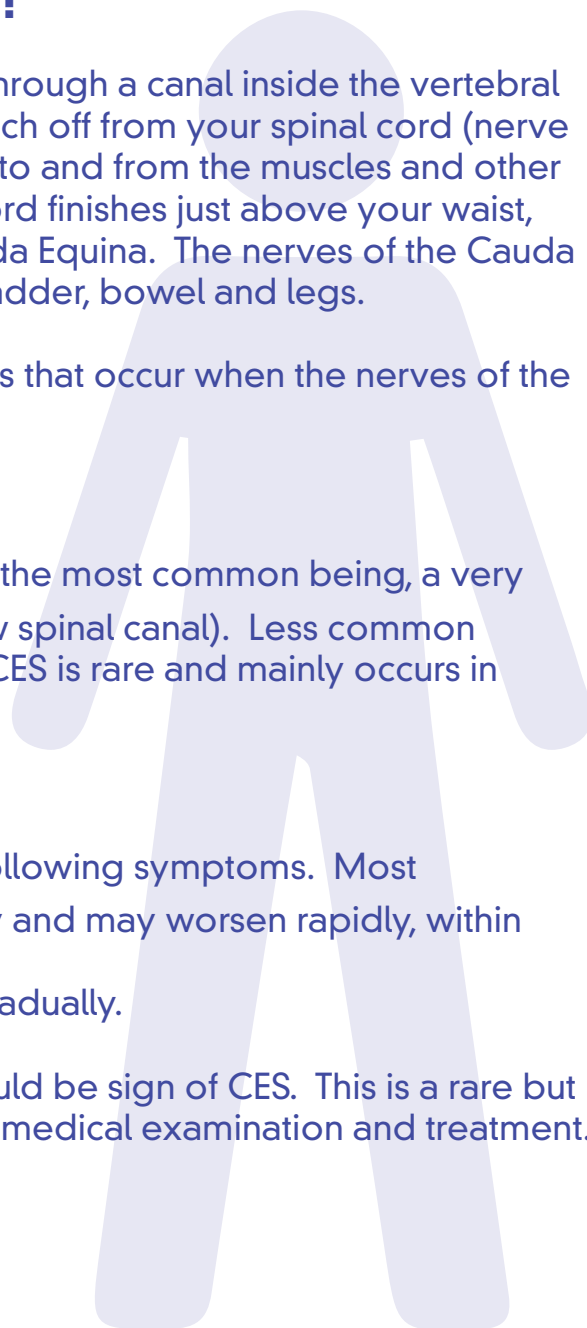 hrough a canal inside the vertebral
ch off from your spinal cord (nerve
to and from the muscles and other
ord finishes just above your waist,
da Equina. The nerves of the Cauda
adder, bowel and legs.
s that occur when the nerves of the
the most common being, a very
w spinal canal). Less common
CES is rare and mainly occurs in
ollowing symptoms. Most
y and may worsen rapidly, within
adually.
uld be sign of CES. This is a rare but
medical examination and treatment.